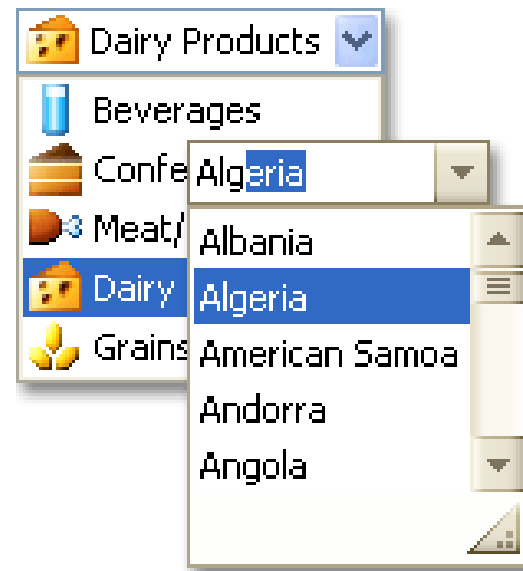 Dairy Products
Beverages
Confe
Meat/
Dairy
Grains
Algeria
Albania
Algeria
American Samoa
Andorra
Angola